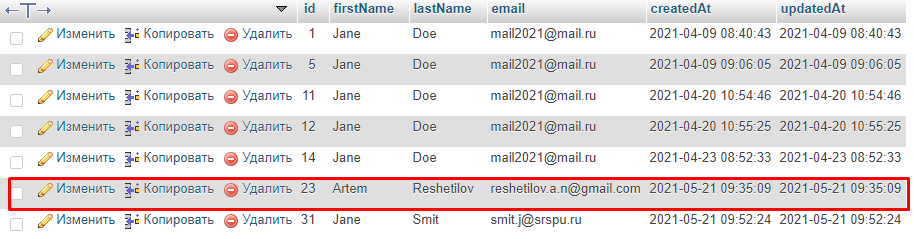 id firstName lastName email createdAt updatedAt
Изменить Копировать Удалить 1 Jane Doe mail2021@mail.ru 2021-04-09 08:40:43 2021-04-09 08:40:43
Изменить Копировать Удалить 5 Jane Doe mail2021@mail.ru 2021-04-09 09:06:05 2021-04-09 09:06:05
Изменить Копировать Удалить 11 Jane Doe mail2021@mail.ru 2021-04-20 10:54:46 2021-04-20 10:54:46
Изменить Копировать Удалить 12 Jane Doe mail2021@mail.ru 2021-04-20 10:55:25 2021-04-20 10:55:25
Изменить Копировать Удалить 14 Jane Doe mail2021@mail.ru 2021-04-23 08:52:33 2021-04-23 08:52:33
Изменить Копировать Удалить 23 Artem Reshetilov reshetilov.a.n@gmail.com 2021-05-21 09:35:09 2021-05-21 09:35:09
Изменить Копировать Удалить 31 Jane Smit smit.j@srspu.ru 2021-05-21 09:52:24 2021-05-21 09:52:24